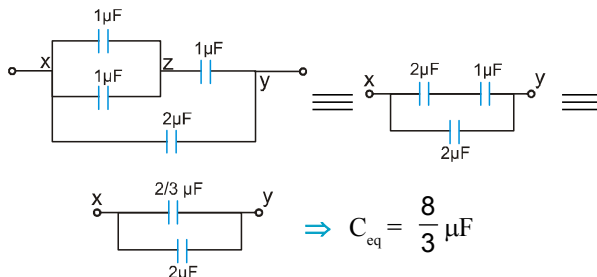 1μF
x 1μF z 1μF y
2μF
≡
x 2μF 1μF y
2μF
≡
x 2/3 μF y
2μF
⇒ C_eq = 8/3 μF